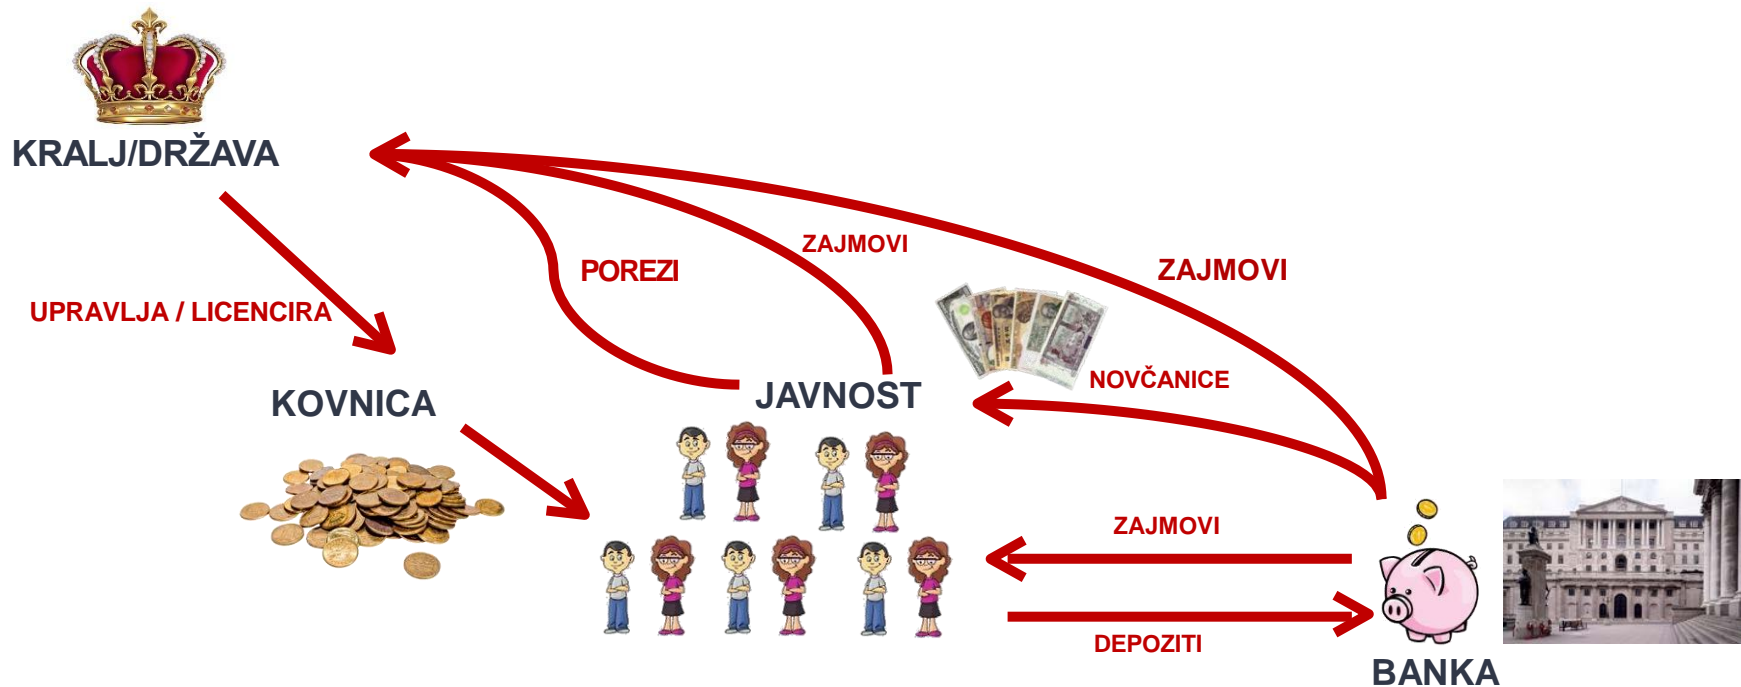 KRALJ/DRŽAVA
ZAJMOVI
POREZI
ZAJMOVI
UPRAVLJA / LICENCIRA
NOVČANICE
JAVNOST
KOVNICA
ZAJMOVI
DEPOZITI
BANKA